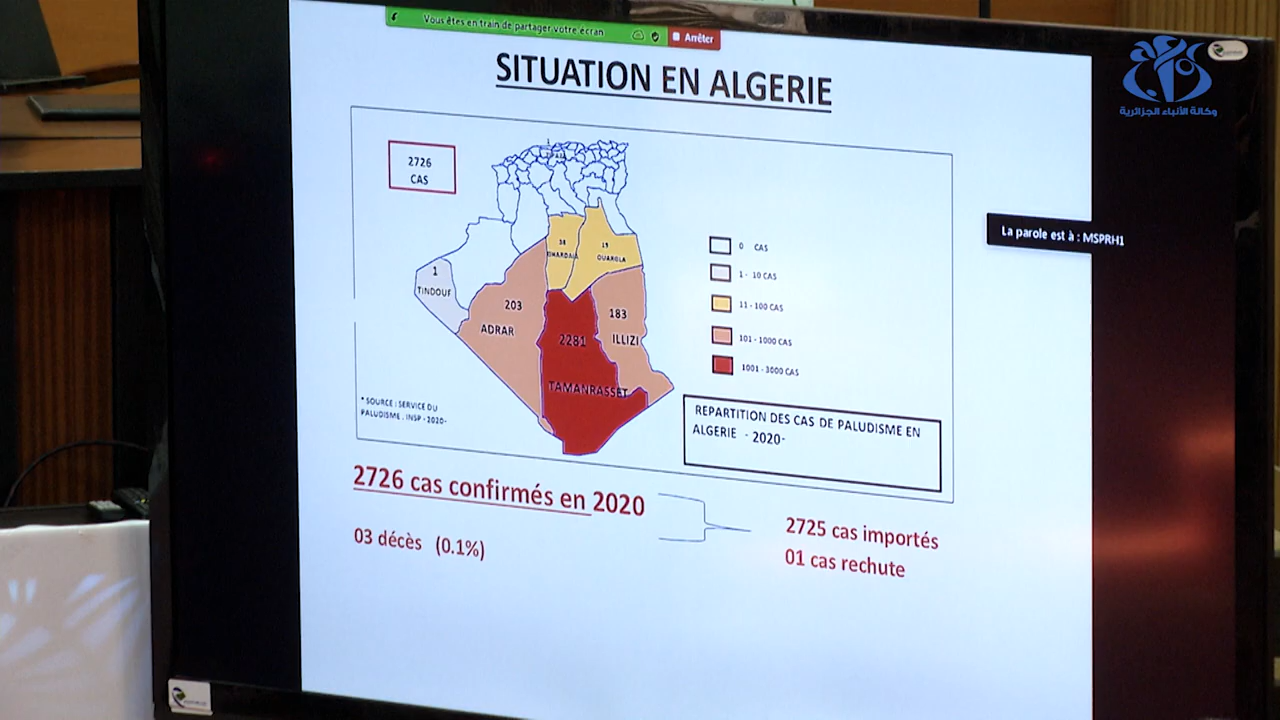 Vous êtes en train de partager votre écran
Arrêter
SITUATION EN ALGERIE
وكالة الأنباء الجزائرية
2726
CAS
La parole est à : MSPRH1
38
GHARDAIA
19
OUARGLA
1
TINDOUF
203
ADRAR
183
ILLIZI
2281
TAMANRASSET
0 CAS
1 - 10 CAS
11 - 100 CAS
101 - 1000 CAS
1001 - 3000 CAS
* SOURCE : SERVICE DU
PALUDISME . INSP - 2020-
REPARTITION DES CAS DE PALUDISME EN
ALGERIE - 2020-
2726 cas confirmés en 2020
03 décès (0.1%)
2725 cas importés
01 cas rechute